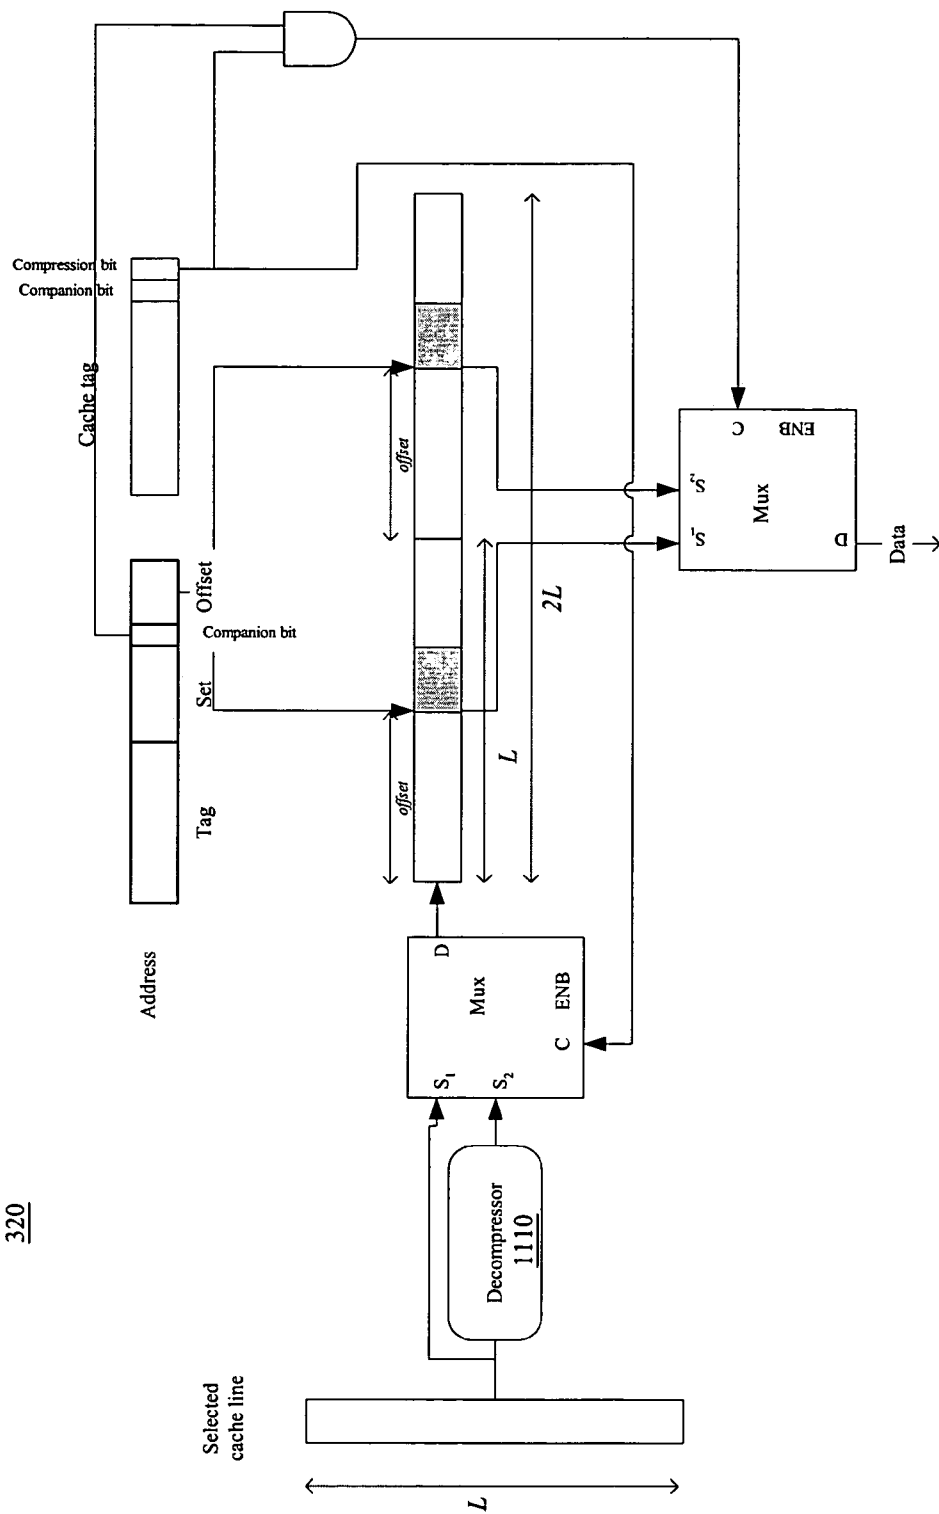 320
Compression bit
Companion bit
Cache tag
Address
Tag
Set
Companion bit
Offset
offset
offset
L
2L
Selected
cache line
L
Decompressor
1110
S1
S2
D
Mux
C
ENB
S1
S2
C
ENB
Mux
D
Data